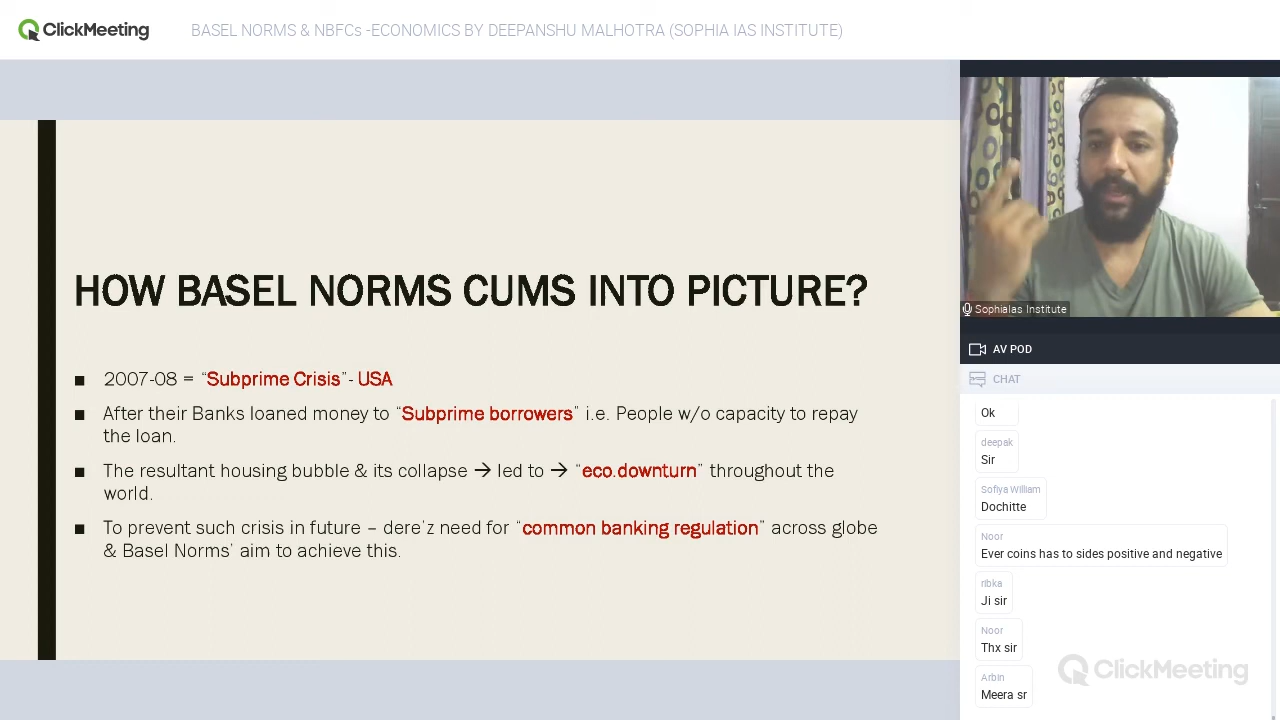 ClickMeeting
BASEL NORMS & NBFCs -ECONOMICS BY DEEPANSHU MALHOTRA (SOPHIA IAS INSTITUTE)
HOW BASEL NORMS CUMS INTO PICTURE?
■ 2007-08 = “Subprime Crisis”- USA
■ After their Banks loaned money to “Subprime borrowers” i.e. People w/o capacity to repay
the loan.
■ The resultant housing bubble & its collapse → led to → “eco.downturn” throughout the
world.
■ To prevent such crisis in future – dere’z need for “common banking regulation” across globe
& Basel Norms’ aim to achieve this.
SophiaIas Institute
AV POD
CHAT
Ok
deepak
Sir
Sofiya William
Dochitte
Noor
Ever coins has to sides positive and negative
ribka
Ji sir
Noor
Thx sir
Arbin
Meera sr
ClickMeeting